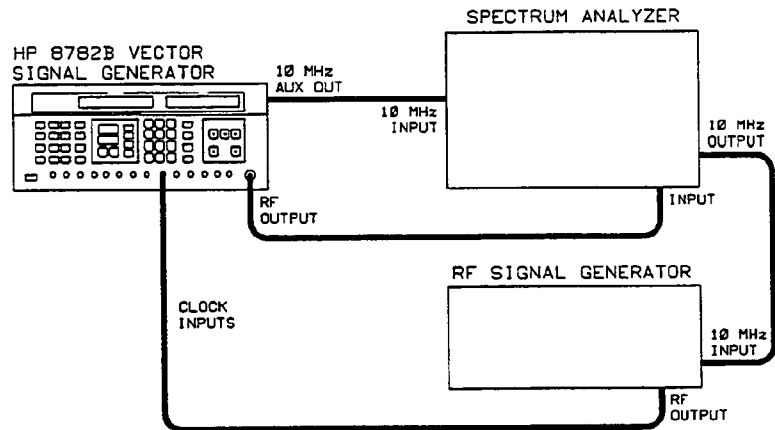 SPECTRUM ANALYZER
HP 8782B VECTOR
SIGNAL GENERATOR
10 MHz
AUX OUT
10 MHz
INPUT
10 MHz
OUTPUT
RF
OUTPUT
INPUT
RF SIGNAL GENERATOR
CLOCK
INPUTS
10 MHz
INPUT
RF
OUTPUT